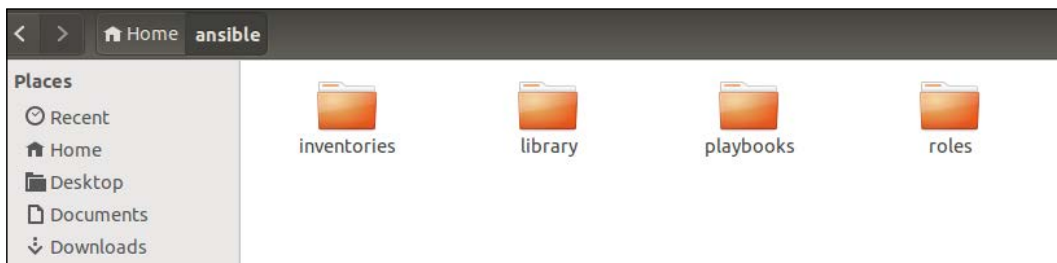 Home ansible
Places
Recent
Home
Desktop
Documents
Downloads
inventories library playbooks roles